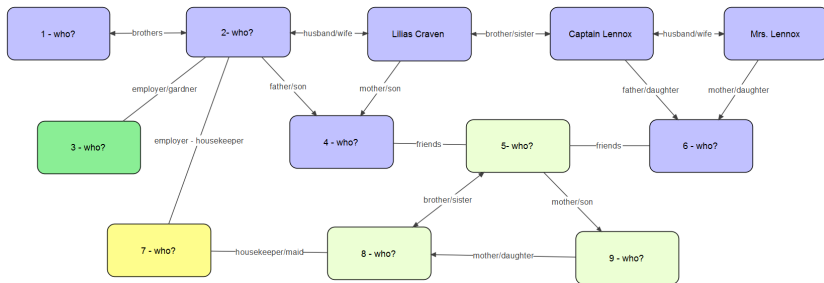 1 - who?
brothers
2- who?
husband/wife
Lilias Craven
brother/sister
Captain Lennox
husband/wife
Mrs. Lennox
employer/gardner
father/son
mother/son
father/daughter
mother/daughter
3 - who?
employer - housekeeper
4 - who?
friends
5- who?
friends
6 - who?
brother/sister
mother/son
7 - who?
housekeeper/maid
8 - who?
mother/daughter
9 - who?